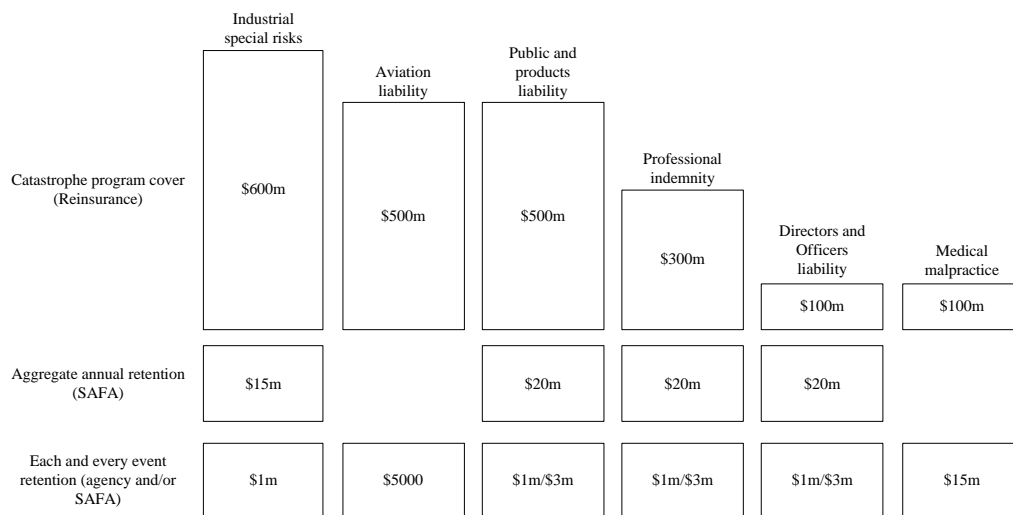 Industrial
special risks
Aviation
liability
Public and
products
liability
Professional
indemnity
Directors and
Officers
liability
Medical
malpractice
Catastrophe program cover
(Reinsurance)
$600m
$500m
$500m
$300m
$100m
$100m
Aggregate annual retention
(SAFA)
$15m
$20m
$20m
$20m
Each and every event
retention (agency and/or
SAFA)
$1m
$5000
$1m/$3m
$1m/$3m
$1m/$3m
$15m